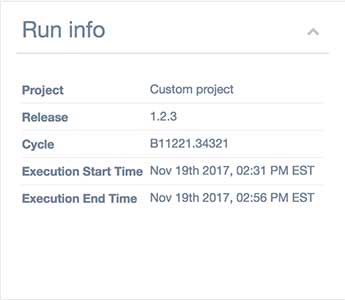 Run info
Project Custom project
Release 1.2.3
Cycle B11221.34321
Execution Start Time Nov 19th 2017, 02:31 PM EST
Execution End Time Nov 19th 2017, 02:56 PM EST